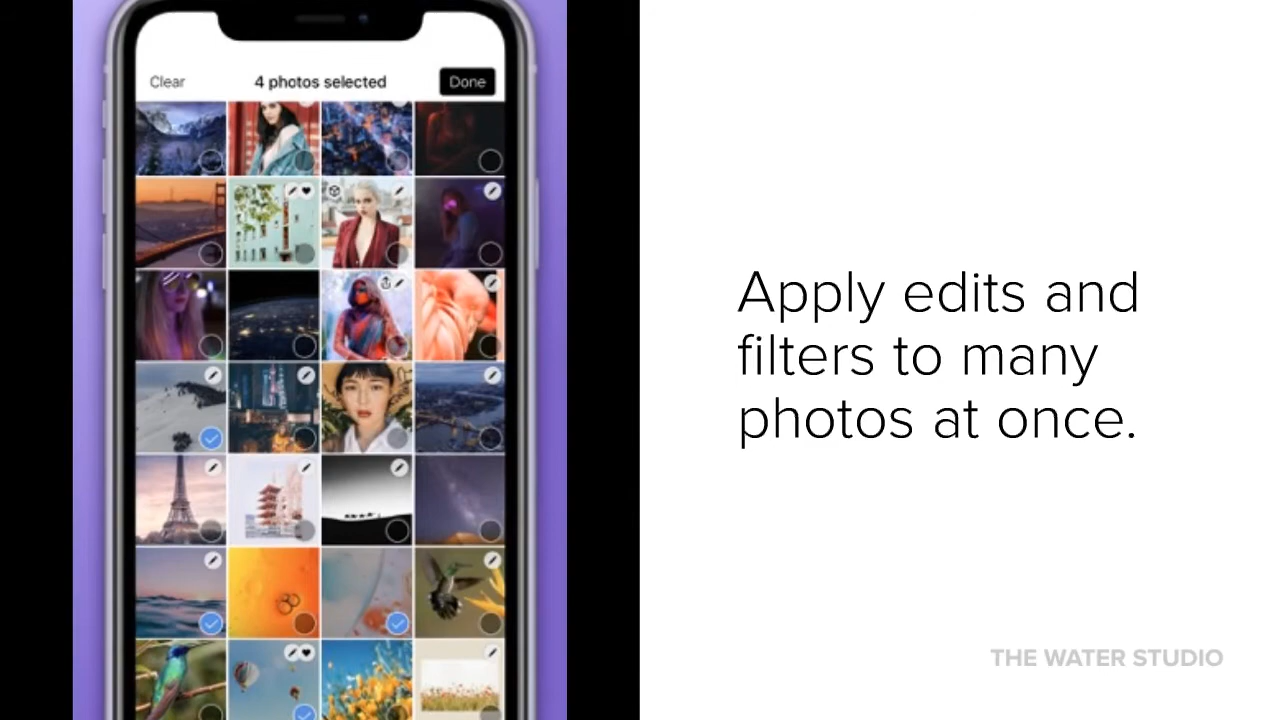 Clear 4 photos selected Done
Apply edits and
filters to many
photos at once.
THE WATER STUDIO